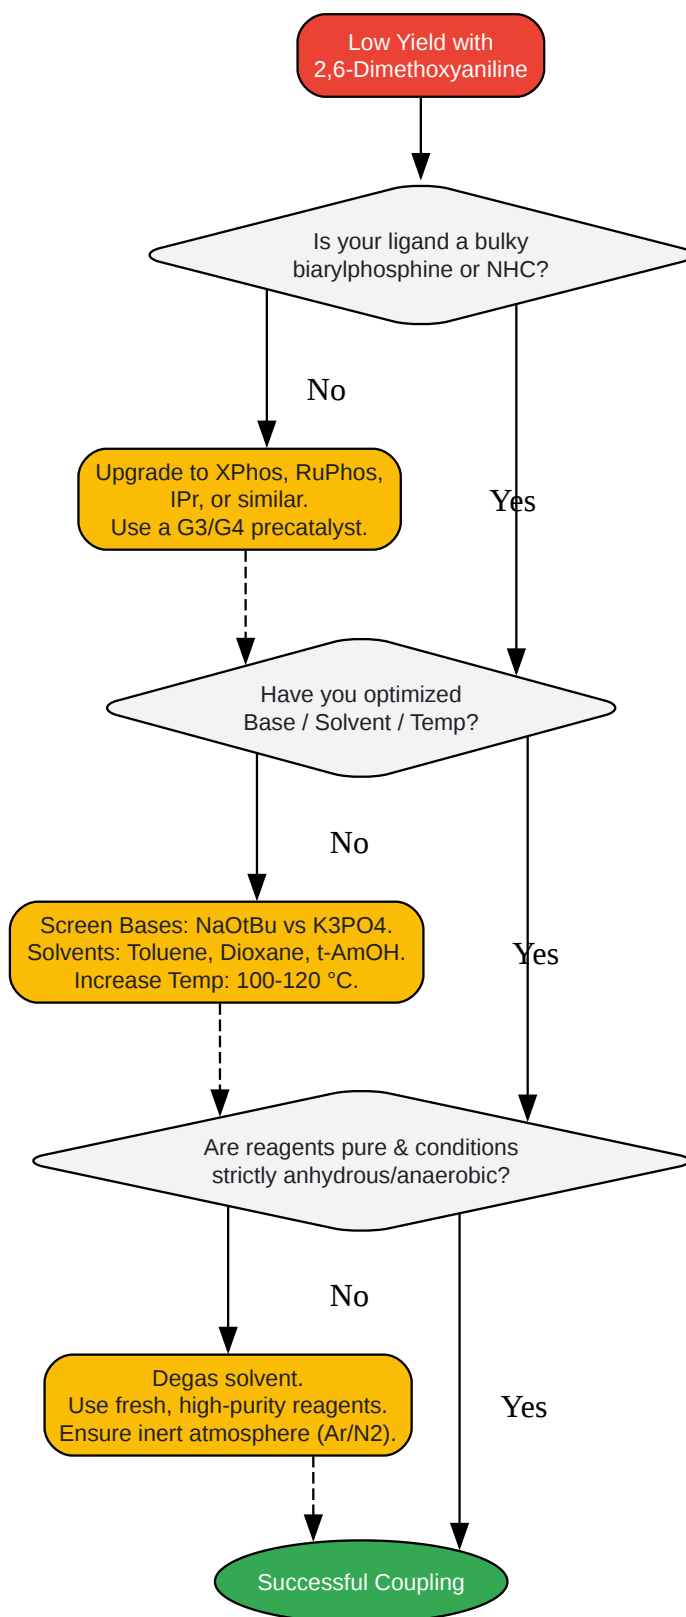 Low Yield with
2,6-Dimethoxyaniline
Is your ligand a bulky
biarylphosphine or NHC?
No
Upgrade to XPhos, RuPhos,
IPr, or similar.
Use a G3/G4 precatalyst.
Yes
Have you optimized
Base / Solvent / Temp?
No
Screen Bases: NaOtBu vs K3PO4.
Solvents: Toluene, Dioxane, t-AmOH.
Increase Temp: 100-120 °C.
Yes
Are reagents pure & conditions
strictly anhydrous/anaerobic?
No
Degas solvent.
Use fresh, high-purity reagents.
Ensure inert atmosphere (Ar/N2).
Yes
Successful Coupling